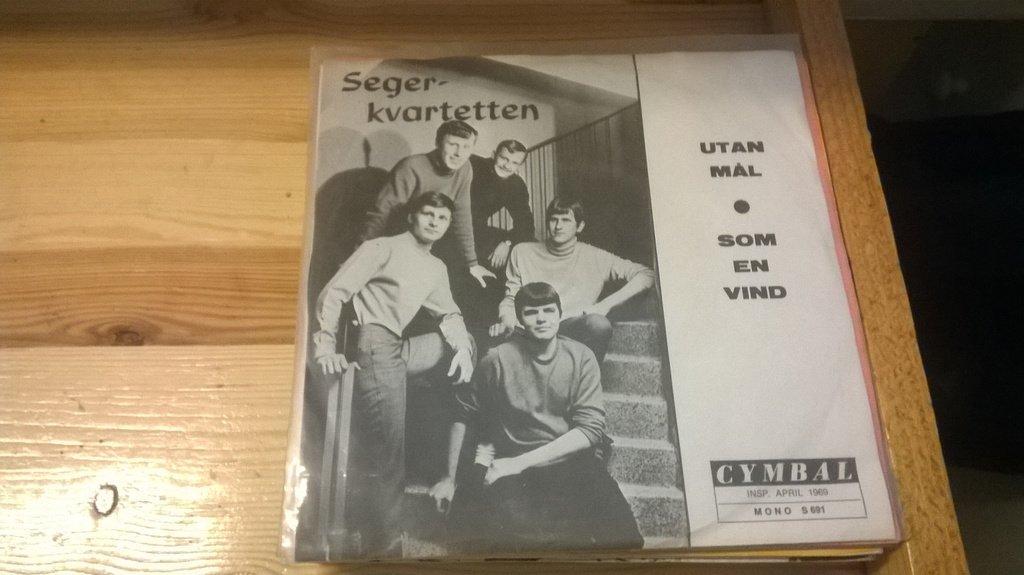 Seger-
kvartetten
UTAN
MÅL
●
SOM
EN
VIND
CYMBAL
INSP. APRIL 1969
MONO S 691